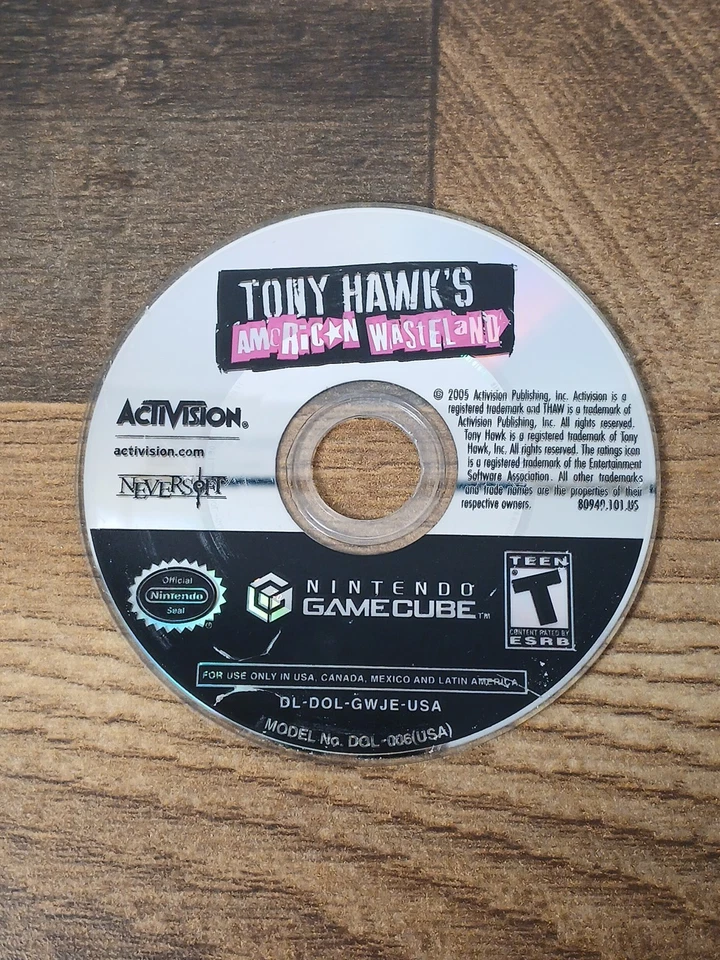 TONY HAWK'S
AMERICAN WASTELAND
ACTIVISION®
activision.com
NEVERSOFT
© 2005 Activision Publishing, Inc. Activision is a
registered trademark and THAW is a trademark of
Activision Publishing, Inc. All rights reserved.
Tony Hawk is a registered trademark of Tony
Hawk, Inc. All rights reserved. The ratings icon
is a registered trademark of the Entertainment
Software Association. All other trademarks
and trade names are the properties of their
respective owners. 80940.101.US
Official
Nintendo
Seal
®
NINTENDO
GAMECUBE™
TEEN
T
CONTENT RATED BY
ESRB
FOR USE ONLY IN USA, CANADA, MEXICO AND LATIN AMERICA
DL-DOL-GWJE-USA
MODEL No. DOL-006(USA)